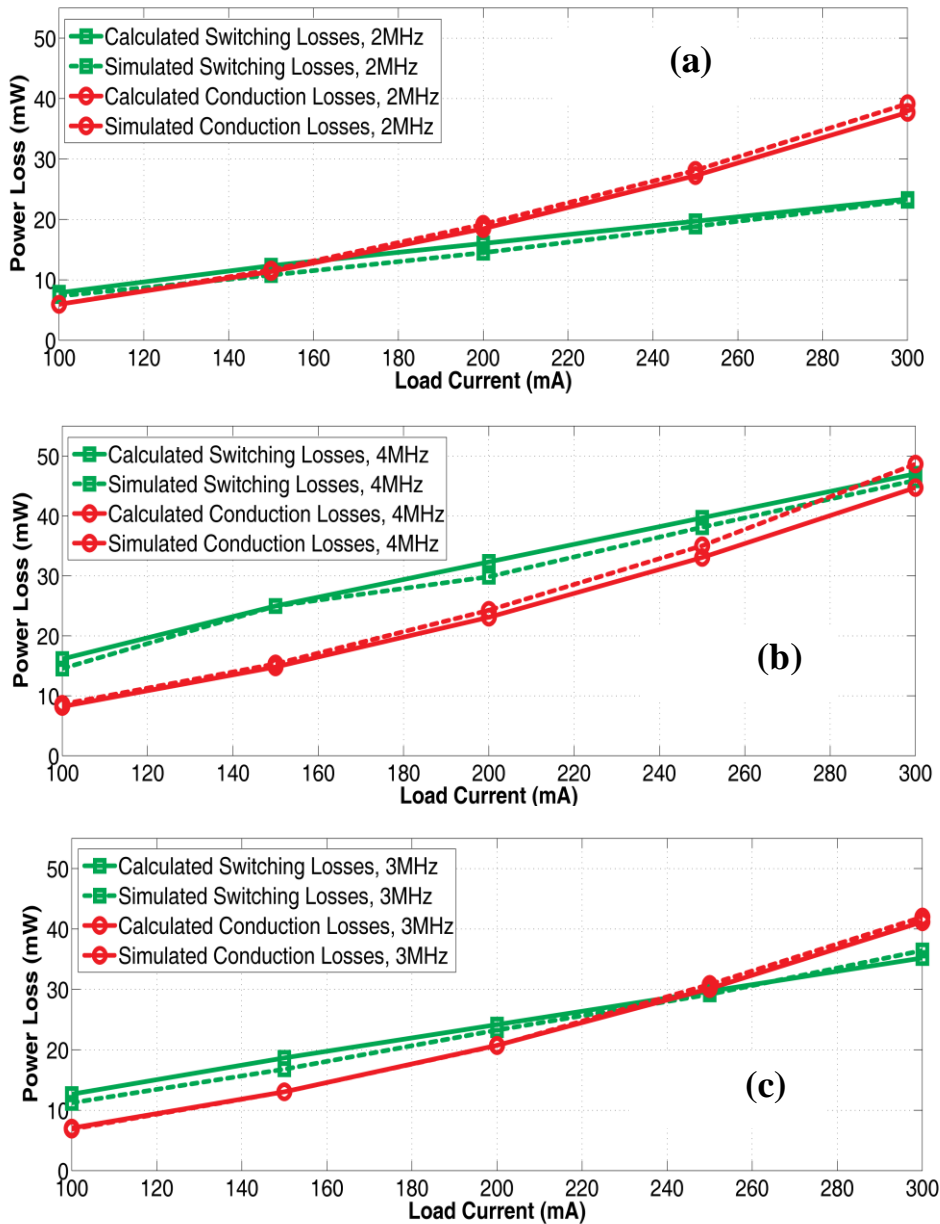 50
40
30
20
10
0
Power Loss (mW)
Calculated Switching Losses, 2MHz
Simulated Switching Losses, 2MHz
Calculated Conduction Losses, 2MHz
Simulated Conduction Losses, 2MHz
(a)
100 120 140 160 180 200 220 240 260 280 300
Load Current (mA)
50
40
30
20
10
0
Power Loss (mW)
Calculated Switching Losses, 4MHz
Simulated Switching Losses, 4MHz
Calculated Conduction Losses, 4MHz
Simulated Conduction Losses, 4MHz
(b)
100 120 140 160 180 200 220 240 260 280 300
Load Current (mA)
50
40
30
20
10
0
Power Loss (mW)
Calculated Switching Losses, 3MHz
Simulated Switching Losses, 3MHz
Calculated Conduction Losses, 3MHz
Simulated Conduction Losses, 3MHz
(c)
100 120 140 160 180 200 220 240 260 280 300
Load Current (mA)